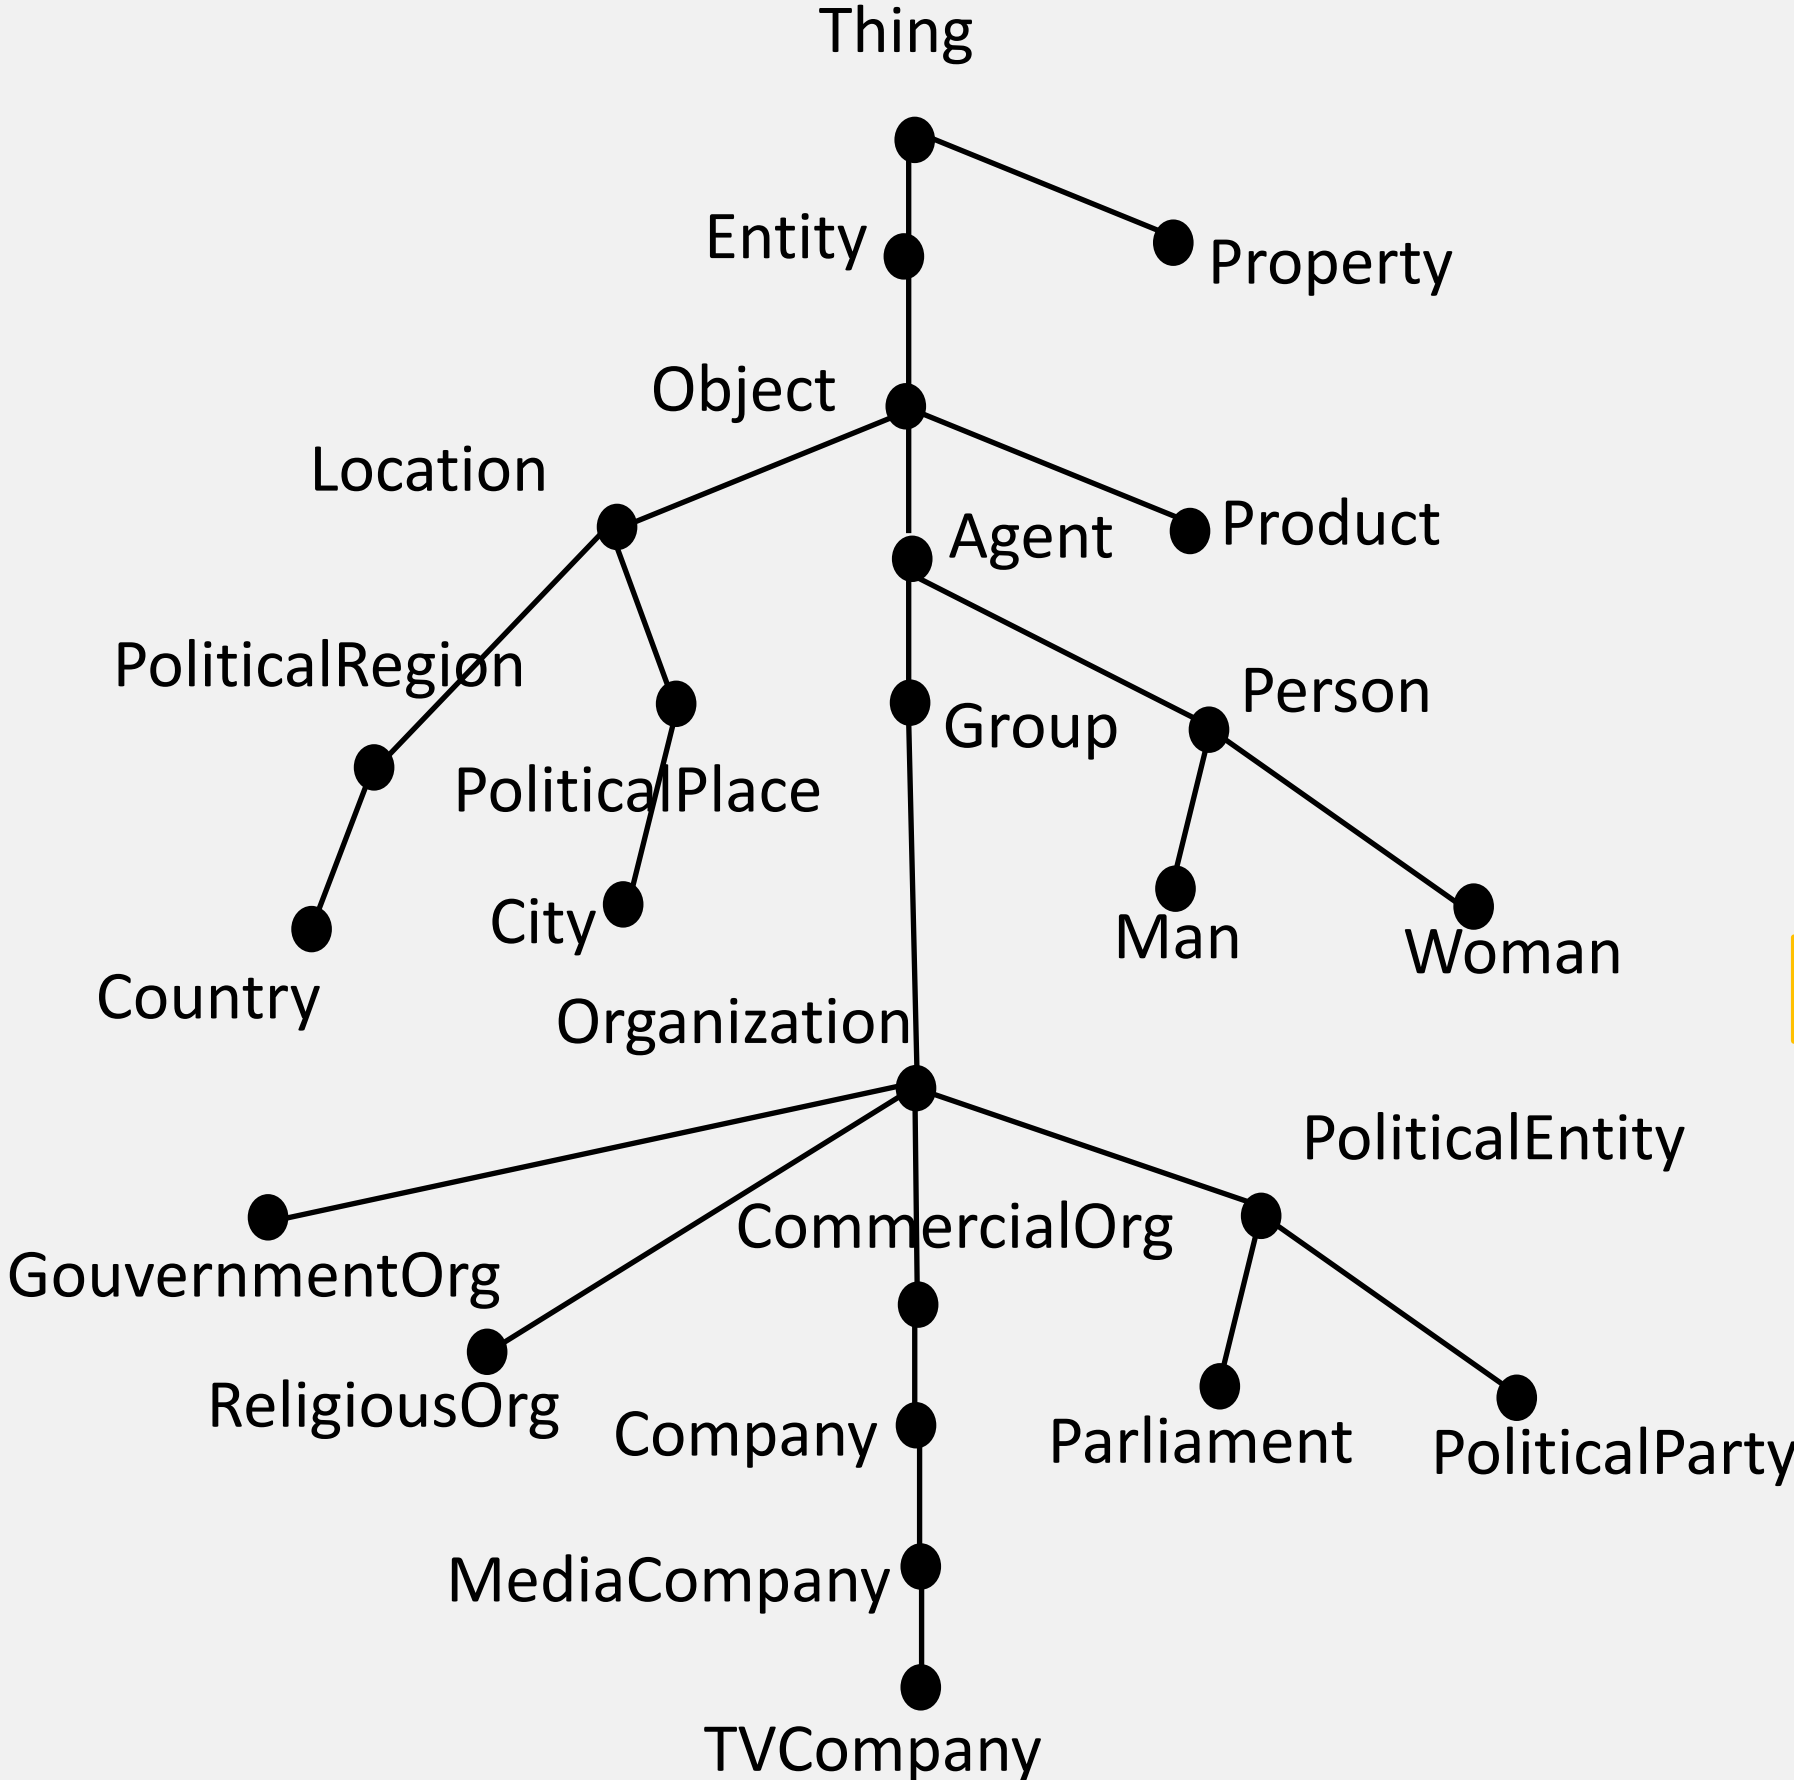 Thing
Entity
Property
Object
Location
Product
Agent
PoliticalRegion
Person
Group
PoliticalPlace
City
Man
Woman
Country
Organization
PoliticalEntity
CommercialOrg
GouvernmentOrg
ReligiousOrg
Company
Parliament
PoliticalParty
MediaCompany
TVCompany